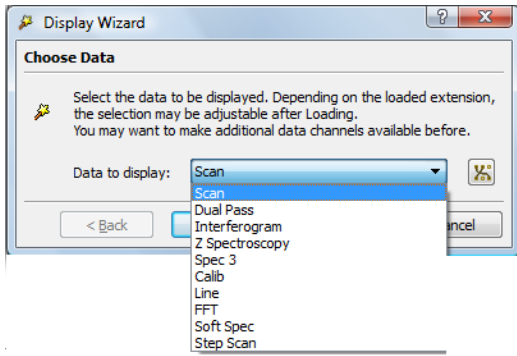 Display Wizard
Choose Data
Select the data to be displayed. Depending on the loaded extension,
the selection may be adjustable after Loading.
You may want to make additional data channels available before.
Data to display: Scan
Scan
Dual Pass
Interferogram
Z Spectroscopy
Spec 3
Calib
Line
FFT
Soft Spec
Step Scan
< Back